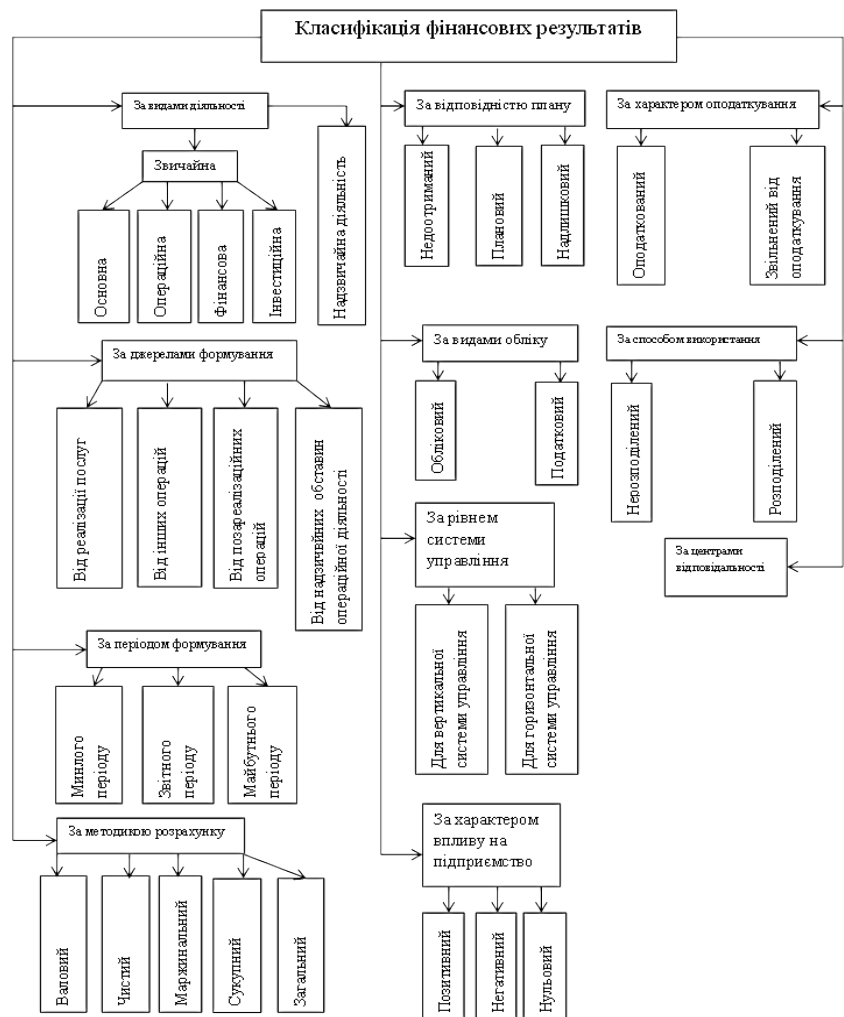 Класифікація фінансових результатів
За видами діяльності
Звичайна
Основна
Операційна
Фінансова
Інвестиційна
Надзвичайна діяльність
За джерелами формування
Від реалізації послуг
Від інших операцій
Від позареалізаційних
операцій
Від надзичвйних обставин
операційної діяльності
За періодом формування
Минлого
періоду
Звітного
періоду
Майбутнього
періоду
За методикою розрахунку
Валовий
Чистий
Маржинальний
Сукупний
Загальний
За відповідністю плану
Недоотриманий
Плановий
Надлишковий
За видами обліку
Обліковий
Податковий
За рівнем
системи
управління
Для вертикальної
системи управління
Для горизонтальної
системи управління
За характером
впливу на
підприємство
Позитивний
Негативний
Нульовий
За характером оподаткування
Оподаткований
Звільнений від
оподаткування
За способом використання
Нерозподілений
Розподілений
За центрами
відповідальності